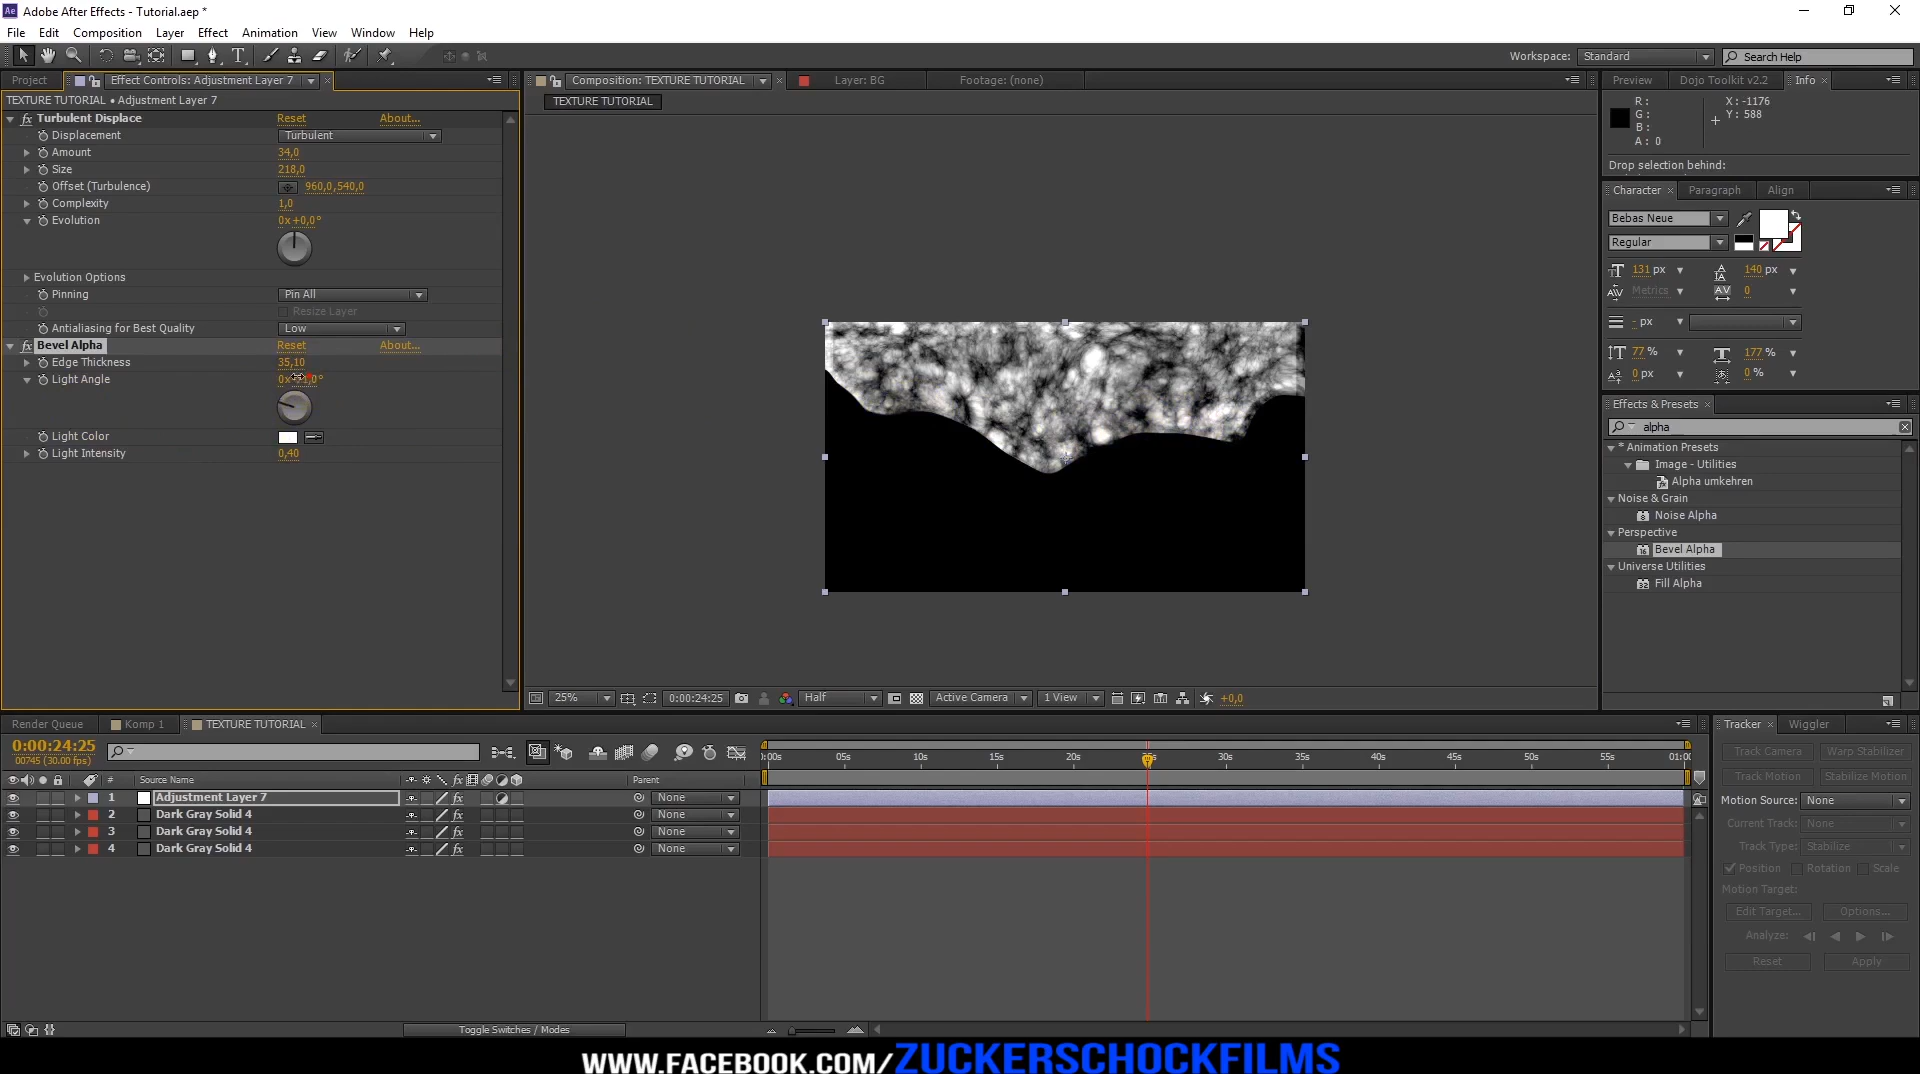 Adobe After Effects - Tutorial.aep *
File Edit Composition Layer Effect Animation View Window Help
Workspace: Standard Search Help
Project Effect Controls: Adjustment Layer 7
TEXTURE TUTORIAL • Adjustment Layer 7
Turbulent Displace Reset About...
Displacement Turbulent
Amount 34,0
Size 218,0
Offset (Turbulence) 960,0,540,0
Complexity 1,0
Evolution 0x+0,0°
Evolution Options
Pinning Pin All
Resize Layer
Antialiasing for Best Quality Low
Bevel Alpha Reset About...
Edge Thickness 35,10
Light Angle
Light Color
Light Intensity 0,40
Composition: TEXTURE TUTORIAL Layer: BG Footage: (none)
TEXTURE TUTORIAL
25% 0:00:24:25 Half Active Camera 1 View +0,0
Preview Dojo Toolkit v2.2 Info
R: X: -1176
G: Y: 588
B:
A: 0
Drop selection behind:
Character Paragraph Align
Bebas Neue
Regular
131 px 140 px
Metrics 0
- px
77 % 177 %
0 px 0 %
Effects & Presets
alpha
* Animation Presets
Image - Utilities
Alpha umkehren
Noise & Grain
Noise Alpha
Perspective
Bevel Alpha
Universe Utilities
Fill Alpha
Render Queue Komp 1 TEXTURE TUTORIAL
0:00:24:25
00745 (30.00 fps)
# Source Name Parent
1 Adjustment Layer 7 None
2 Dark Gray Solid 4 None
3 Dark Gray Solid 4 None
4 Dark Gray Solid 4 None
05s 10s 15s 20s 30s 35s 40s 45s 50s 55s
Toggle Switches / Modes
Tracker Wiggler
Track Camera Warp Stabilizer
Track Motion Stabilize Motion
Motion Source: None
Current Track: None
Track Type: Stabilize
Position Rotation Scale
Motion Target:
Edit Target... Options...
Analyze:
Reset Apply
WWW.FACEBOOK.COM/ZUCKERSCHOCKFILMS